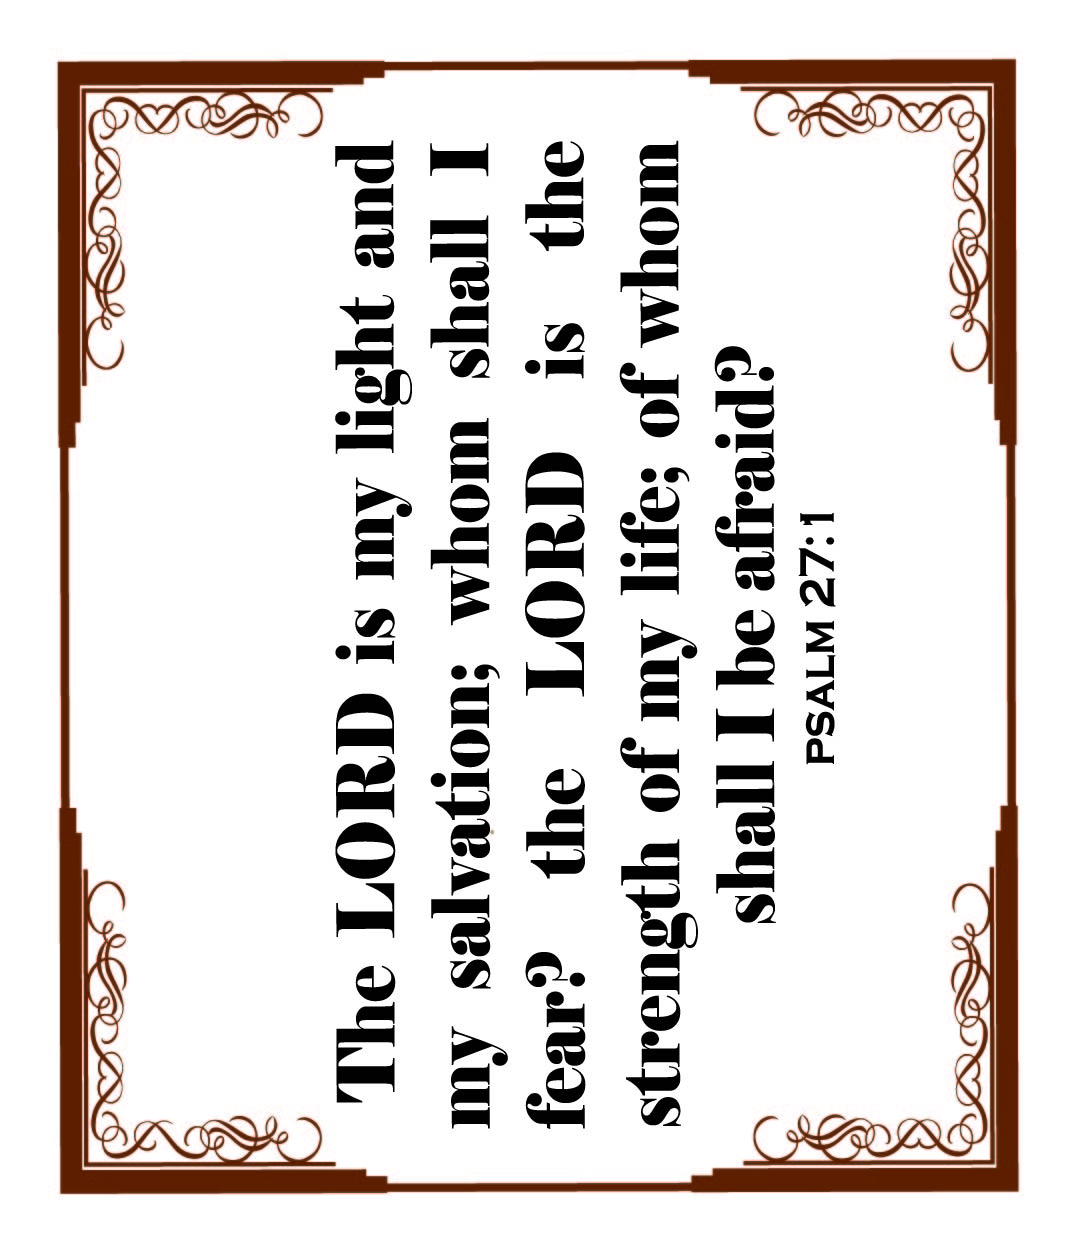 The LORD is my light and
my salvation; whom shall I
fear? the LORD is the
strength of my life; of whom
shall I be afraid?
PSALM 27:1